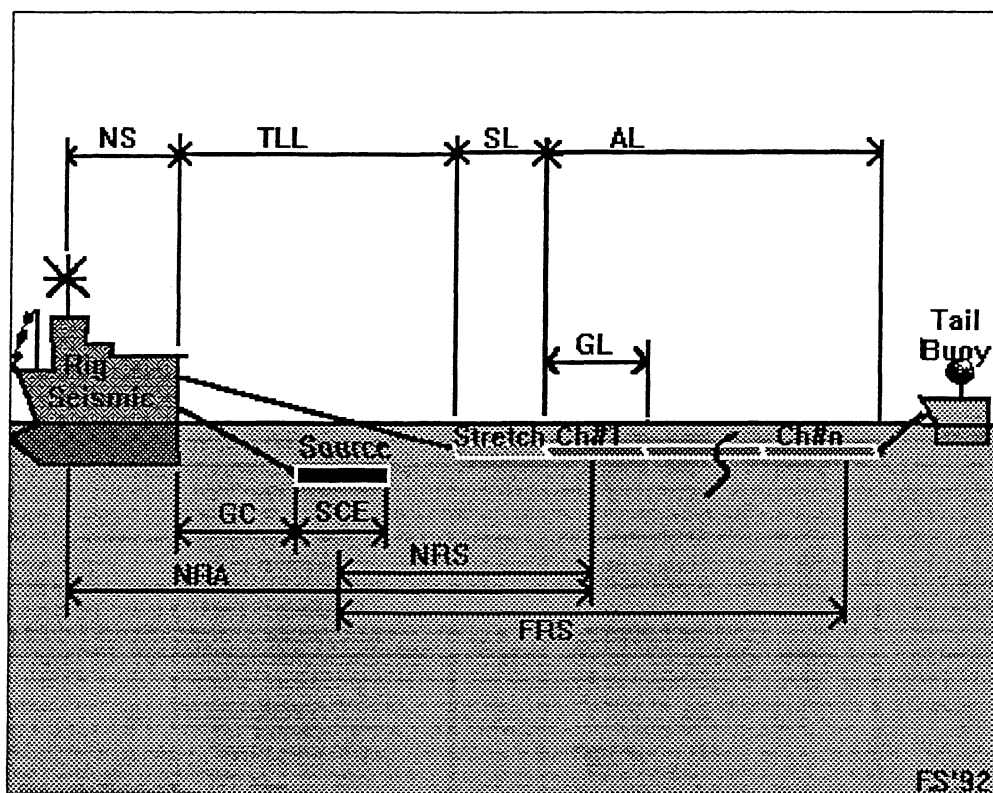 NS TLL SL AL
GL
Tail
Buoy
Rig
Seismic
Stretch Ch#1 Ch#n
Source
GC SCE
NRS
NRA
FRS
FS'92